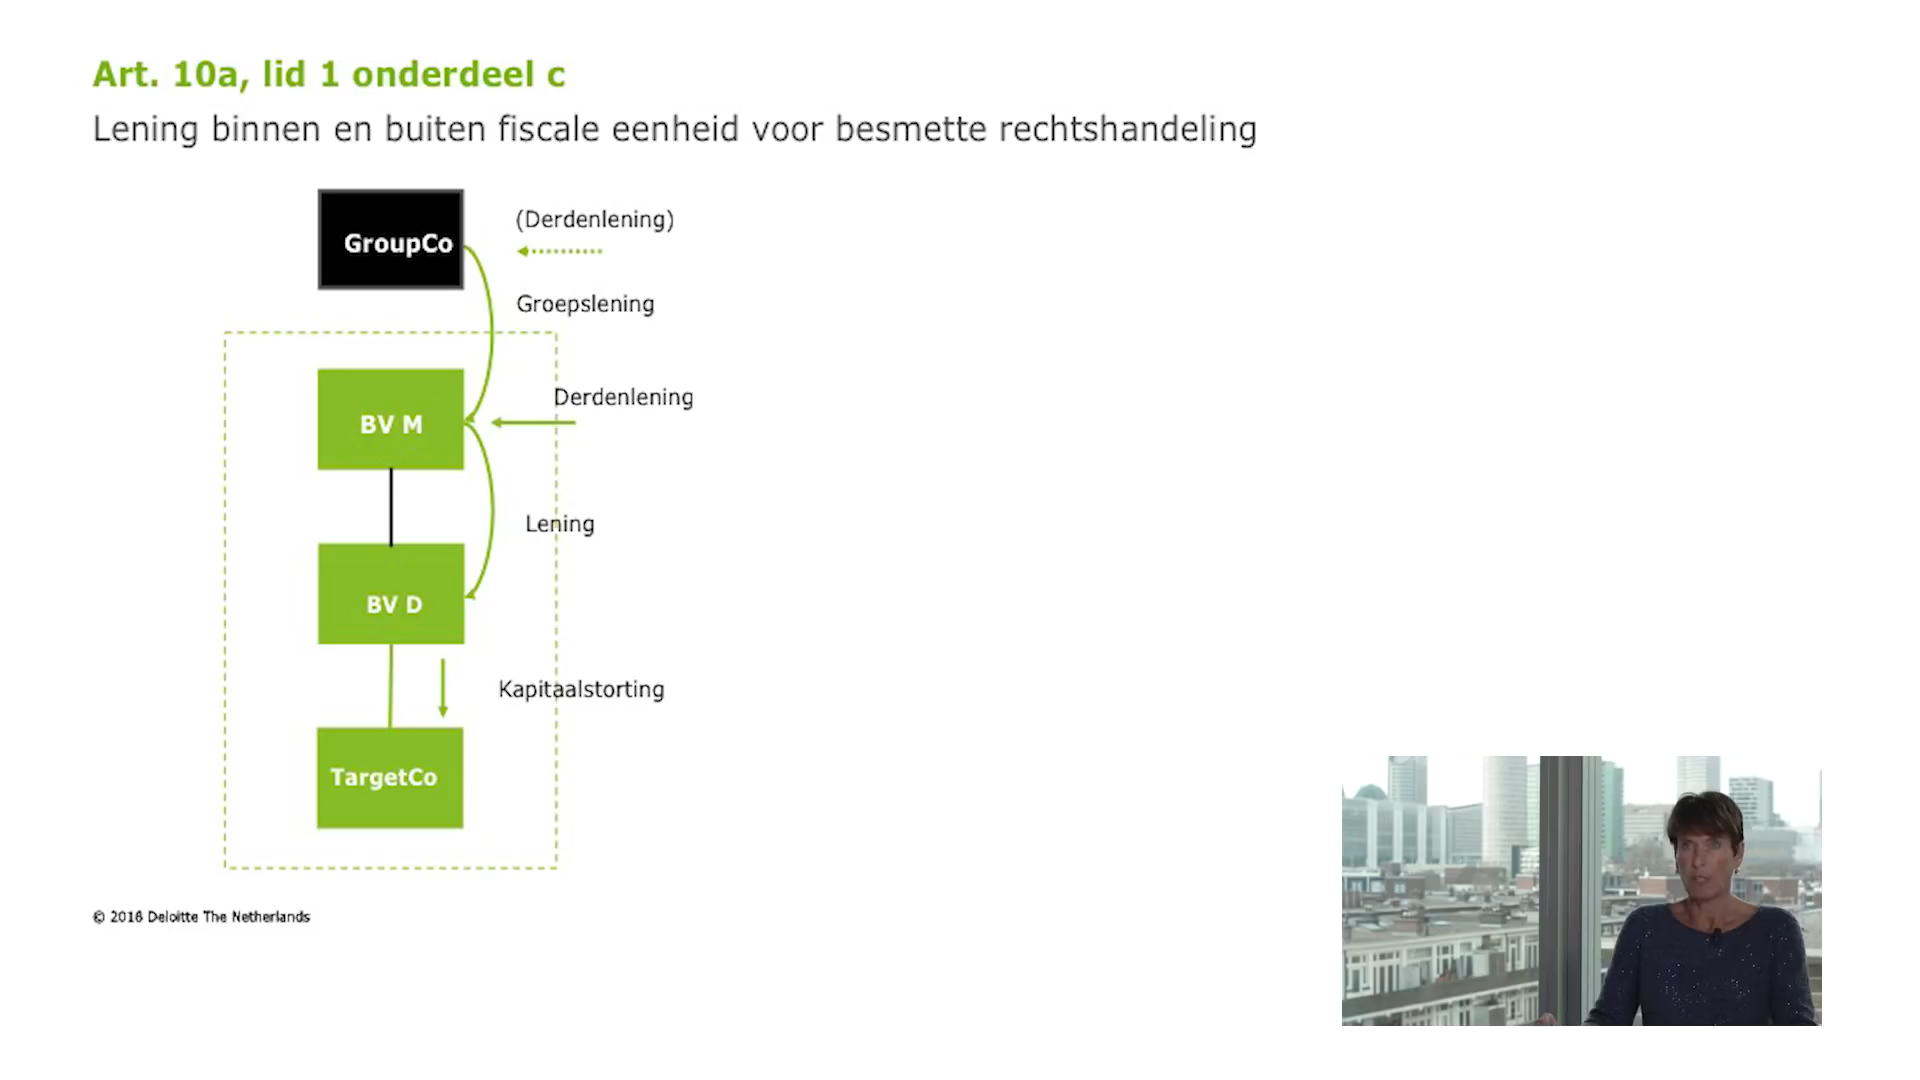 Art. 10a, lid 1 onderdeel c
Lening binnen en buiten fiscale eenheid voor besmette rechtshandeling
GroupCo
(Derdenlening)
Groepslening
BV M
Derdenlening
Lening
BV D
Kapitaalstorting
TargetCo
© 2016 Deloitte The Netherlands